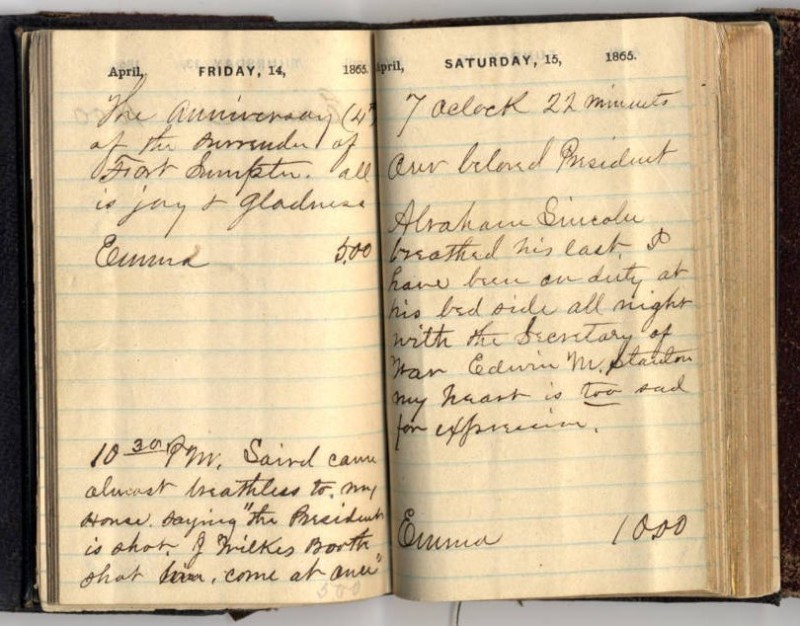 April, FRIDAY, 14, 1865.
The Anniversary (4th
of the surrender of
Fort Sumpter. all
is joy & Gladness
Emma 5.00
10 30 P.M. came
almost breathless to, my
House. saying "the President
is shot. J Wilkes Booth
shot him, come at once"
500
April, SATURDAY, 15, 1865.
7 oclock 22 minuets
Our beloved President
Abraham Lincoln
breathed his last. I
have been on duty at
his bed side all night
with the Secretary of
War Edwin M. Stanton
my heart is too sad
for expression.
Emma 10.00